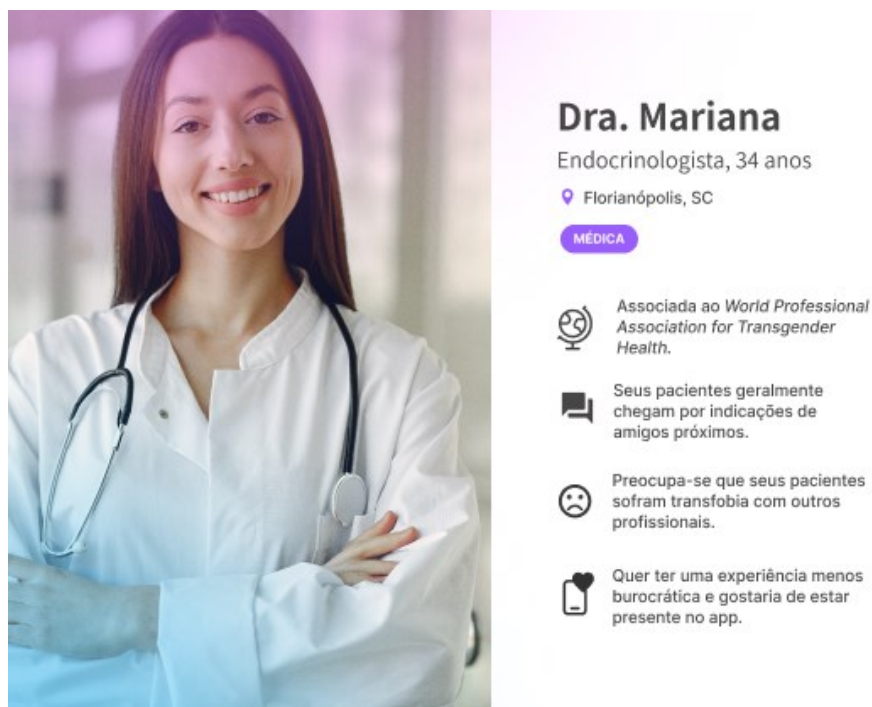 Dra. Mariana
Endocrinologista, 34 anos
Florianópolis, SC
MÉDICA
Associada ao World Professional
Association for Transgender
Health.
Seus pacientes geralmente
chegam por indicações de
amigos próximos.
Preocupa-se que seus pacientes
sofram transfobia com outros
profissionais.
Quer ter uma experiência menos
burocrática e gostaria de estar
presente no app.